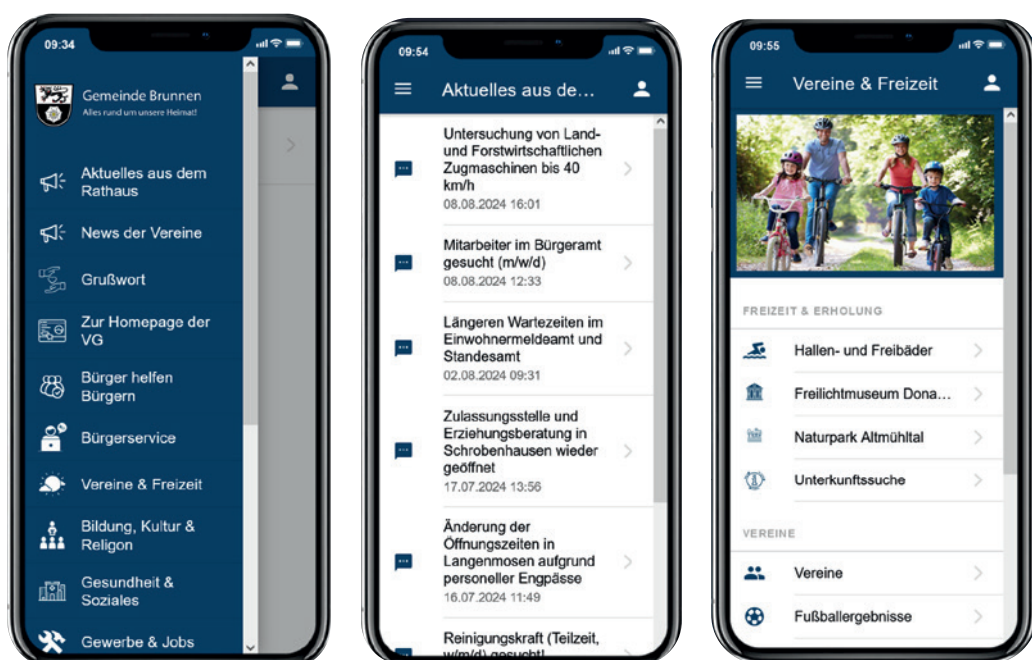 09:34
Gemeinde Brunnen
Alles rund um unsere Heimat!
Aktuelles aus dem
Rathaus
News der Vereine
Grußwort
Zur Homepage der
VG
Bürger helfen
Bürgern
Bürgerservice
Vereine & Freizeit
Bildung, Kultur &
Religon
Gesundheit &
Soziales
Gewerbe & Jobs
09:54
Aktuelles aus de...
Untersuchung von Land-
und Forstwirtschaftlichen
Zugmaschinen bis 40
km/h
08.08.2024 16:01
Mitarbeiter im Bürgeramt
gesucht (m/w/d)
08.08.2024 12:33
Längeren Wartezeiten im
Einwohnermeldeamt und
Standesamt
02.08.2024 09:31
Zulassungsstelle und
Erziehungsberatung in
Schrobenhausen wieder
geöffnet
17.07.2024 13:56
Änderung der
Öffnungszeiten in
Langenmosen aufgrund
personeller Engpässe
16.07.2024 11:49
Reinigungskraft (Teilzeit,
w/m/d) gesucht!
09:55
Vereine & Freizeit
FREIZEIT & ERHOLUNG
Hallen- und Freibäder
Freilichtmuseum Dona...
Naturpark Altmühltal
Unterkunftssuche
VEREINE
Vereine
Fußballergebnisse